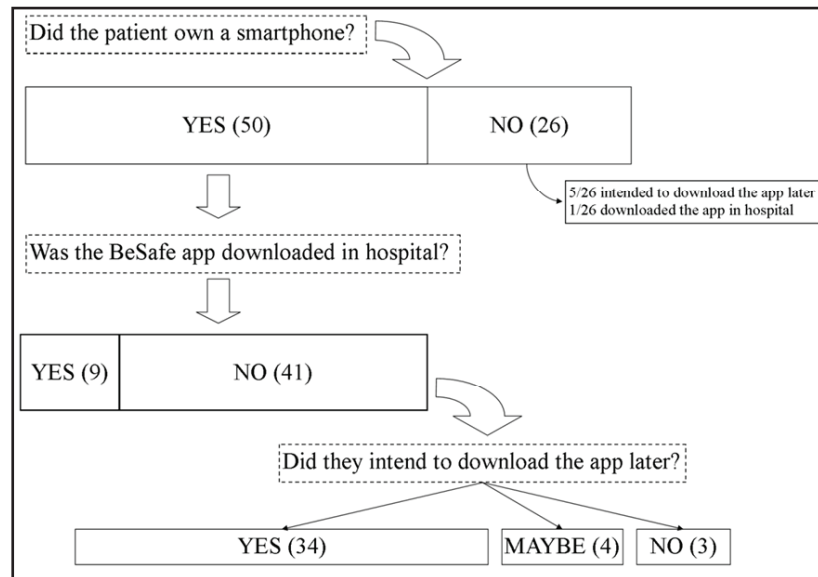 Did the patient own a smartphone?
YES (50)
NO (26)
5/26 intended to download the app later
1/26 downloaded the app in hospital
Was the BeSafe app downloaded in hospital?
YES (9)
NO (41)
Did they intend to download the app later?
YES (34)
MAYBE (4)
NO (3)